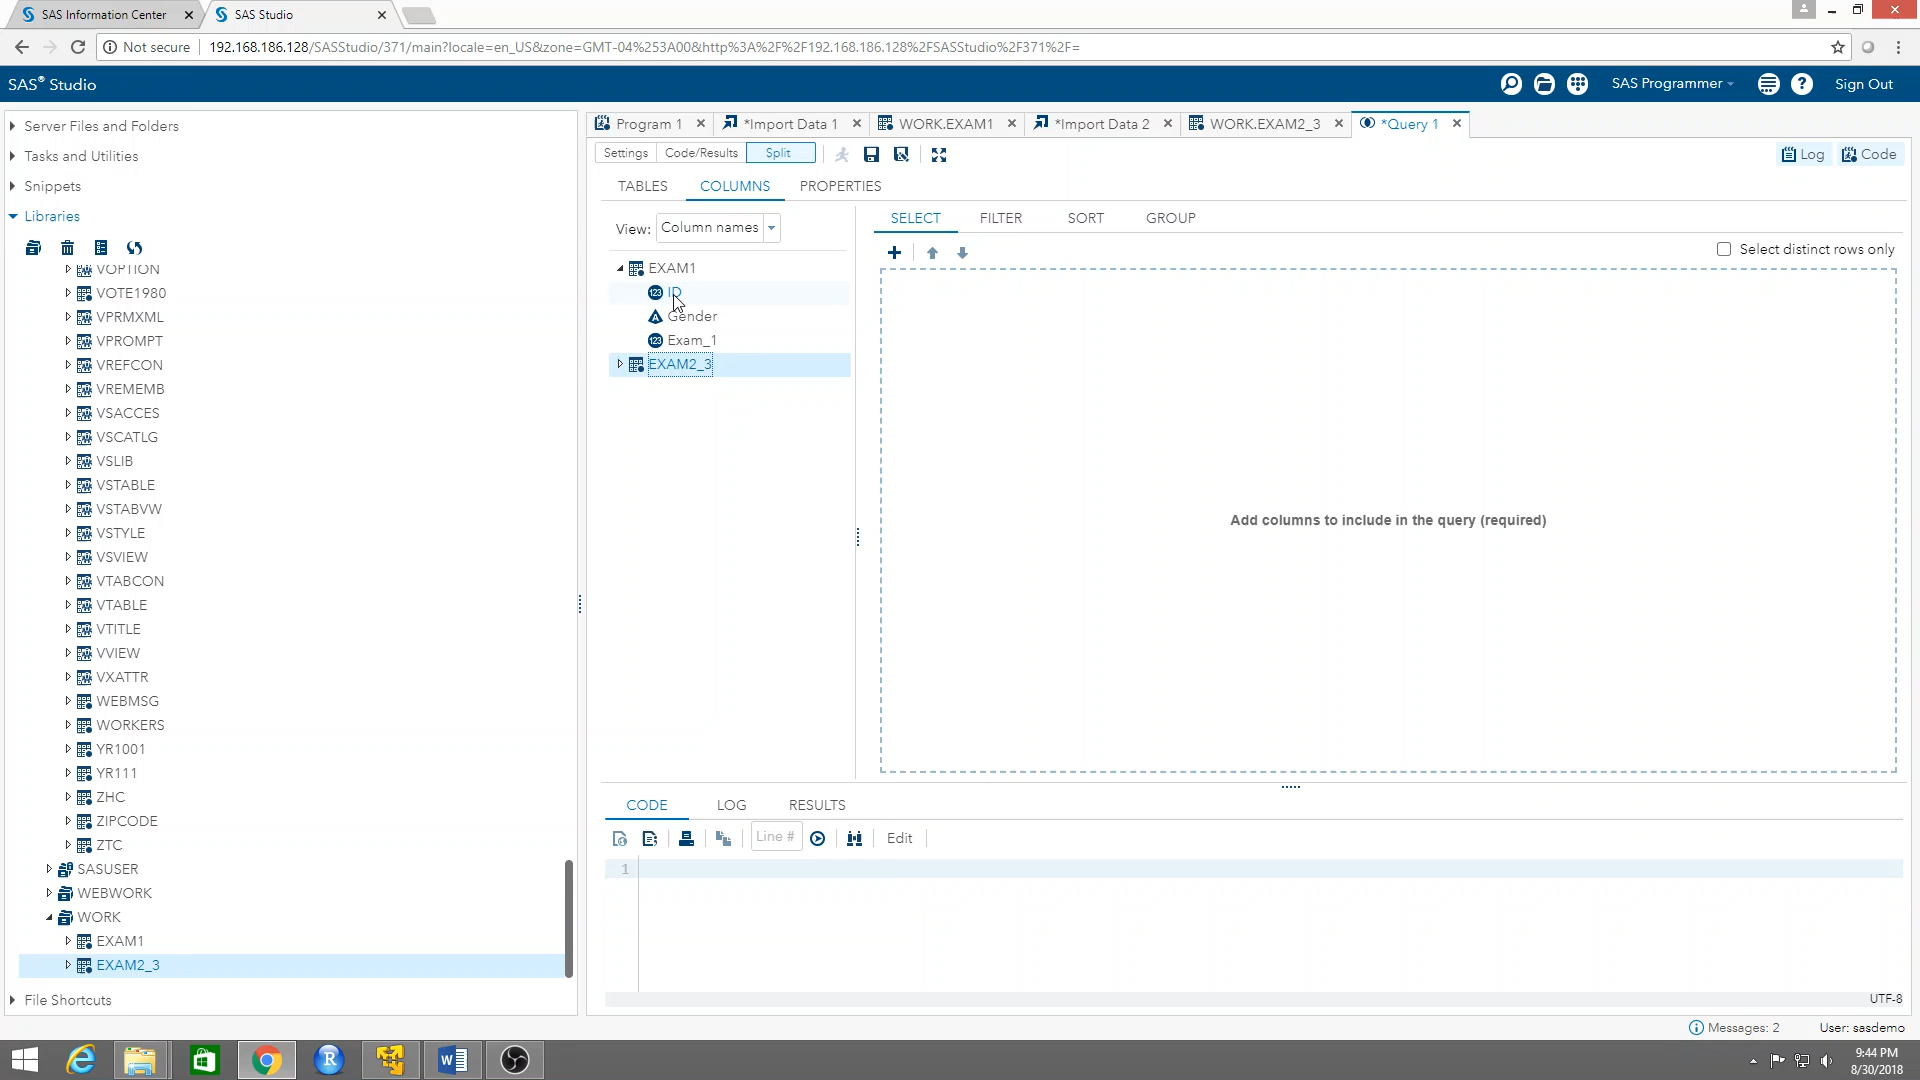 SAS Information Center
SAS Studio
Not secure
192.168.186.128/SASStudio/371/main?locale=en_US&zone=GMT-04%253A00&http%3A%2F%2F192.168.186.128%2FSASStudio%2F371%2F=
SAS® Studio
SAS Programmer
Sign Out
Server Files and Folders
Tasks and Utilities
Snippets
Libraries
VOPTION
VOTE1980
VPRMXML
VPROMPT
VREFCON
VREMEMB
VSACCES
VSCATLG
VSLIB
VSTABLE
VSTABVW
VSTYLE
VSVIEW
VTABCON
VTABLE
VTITLE
VVIEW
VXATTR
WEBMSG
WORKERS
YR1001
YR111
ZHC
ZIPCODE
ZTC
SASUSER
WEBWORK
WORK
EXAM1
EXAM2_3
File Shortcuts
Program 1
*Import Data 1
WORK.EXAM1
*Import Data 2
WORK.EXAM2_3
*Query 1
Settings
Code/Results
Split
Log
Code
TABLES
COLUMNS
PROPERTIES
View:
Column names
EXAM1
123 ID
A Gender
123 Exam_1
EXAM2_3
SELECT
FILTER
SORT
GROUP
Select distinct rows only
Add columns to include in the query (required)
CODE
LOG
RESULTS
Line #
Edit
1
UTF-8
Messages: 2
User: sasdemo
9:44 PM
8/30/2018